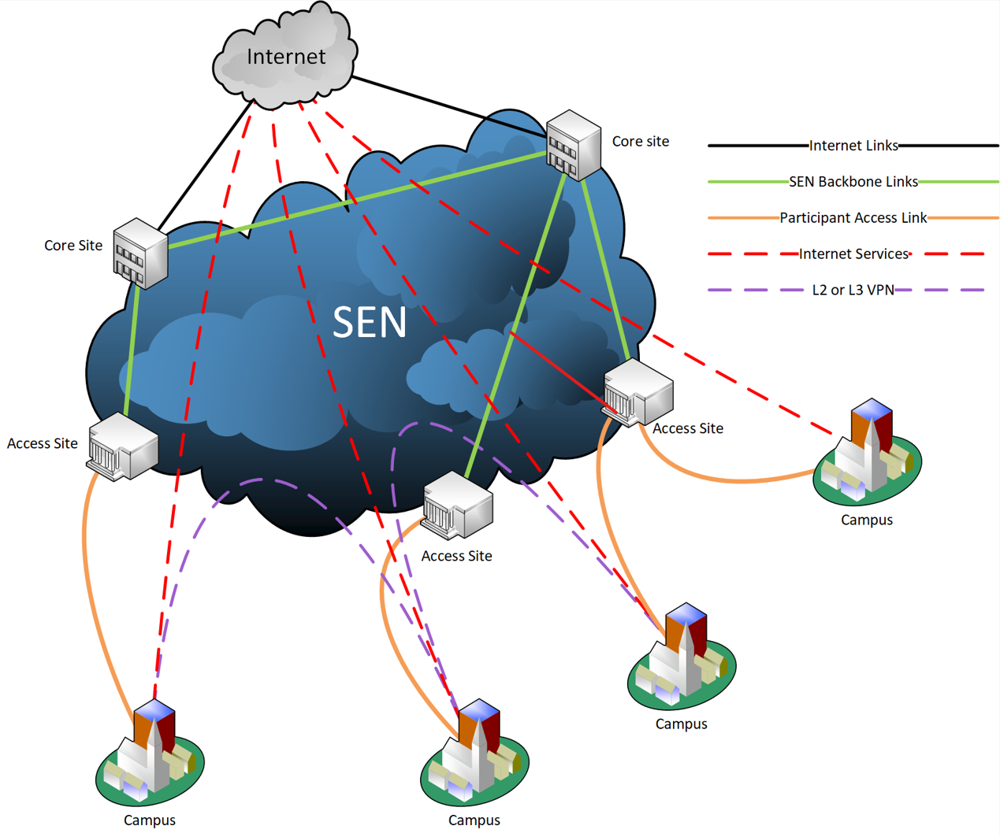 Internet
Core site
Internet Links
SEN Backbone Links
Participant Access Link
Core Site
Internet Services
L2 or L3 VPN
SEN
Access Site
Access Site
Campus
Access Site
Campus
Campus
Campus